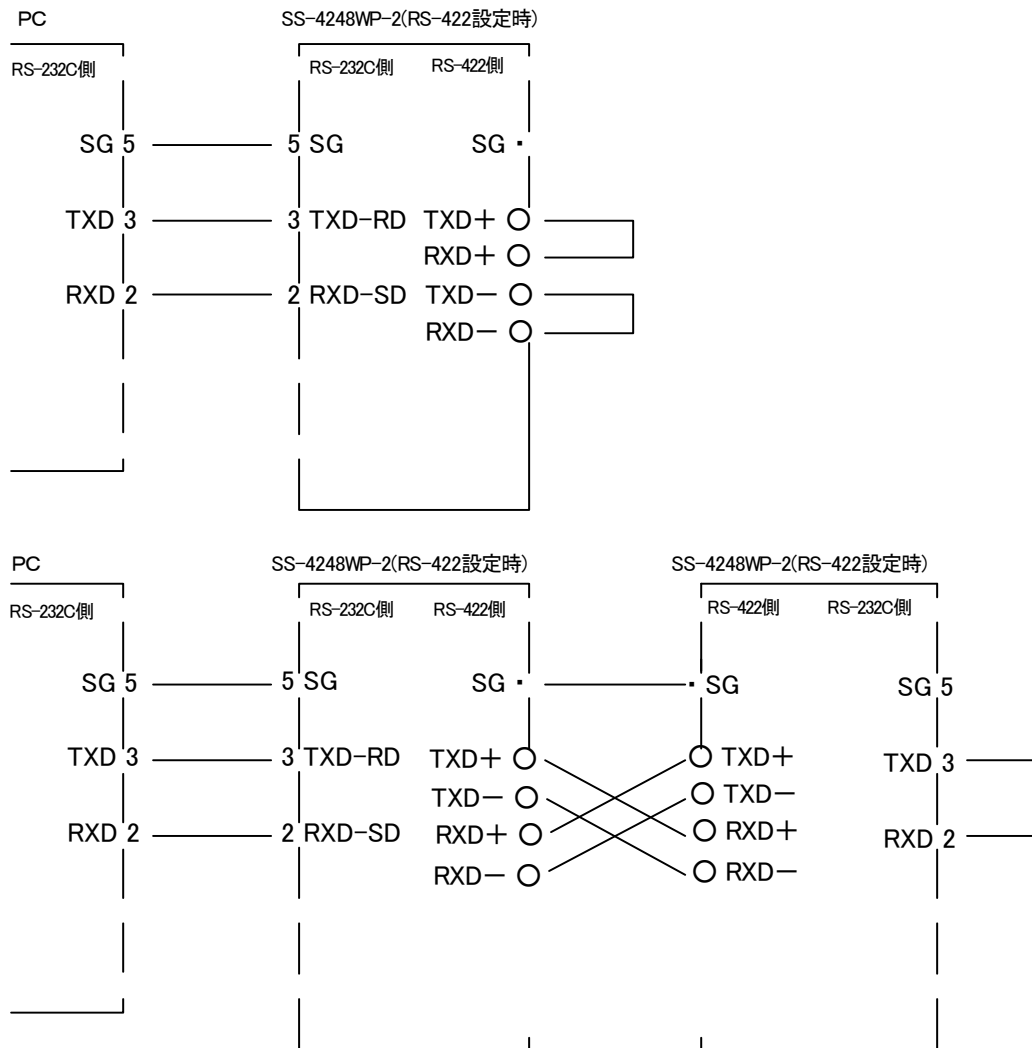 PC SS-4248WP-2(RS-422設定時)
RS-232C側 RS-232C側 RS-422側
SG 5 5 SG SG ・
TXD 3 3 TXD-RD TXD+
RXD+
RXD 2 2 RXD-SD TXD-
RXD-
PC SS-4248WP-2(RS-422設定時) SS-4248WP-2(RS-422設定時)
RS-232C側 RS-232C側 RS-422側 RS-422側 RS-232C側
SG 5 5 SG SG ・ ・ SG SG 5
TXD 3 3 TXD-RD TXD+ TXD+ TXD 3
TXD- TXD-
RXD 2 2 RXD-SD RXD+ RXD+ RXD 2
RXD- RXD-